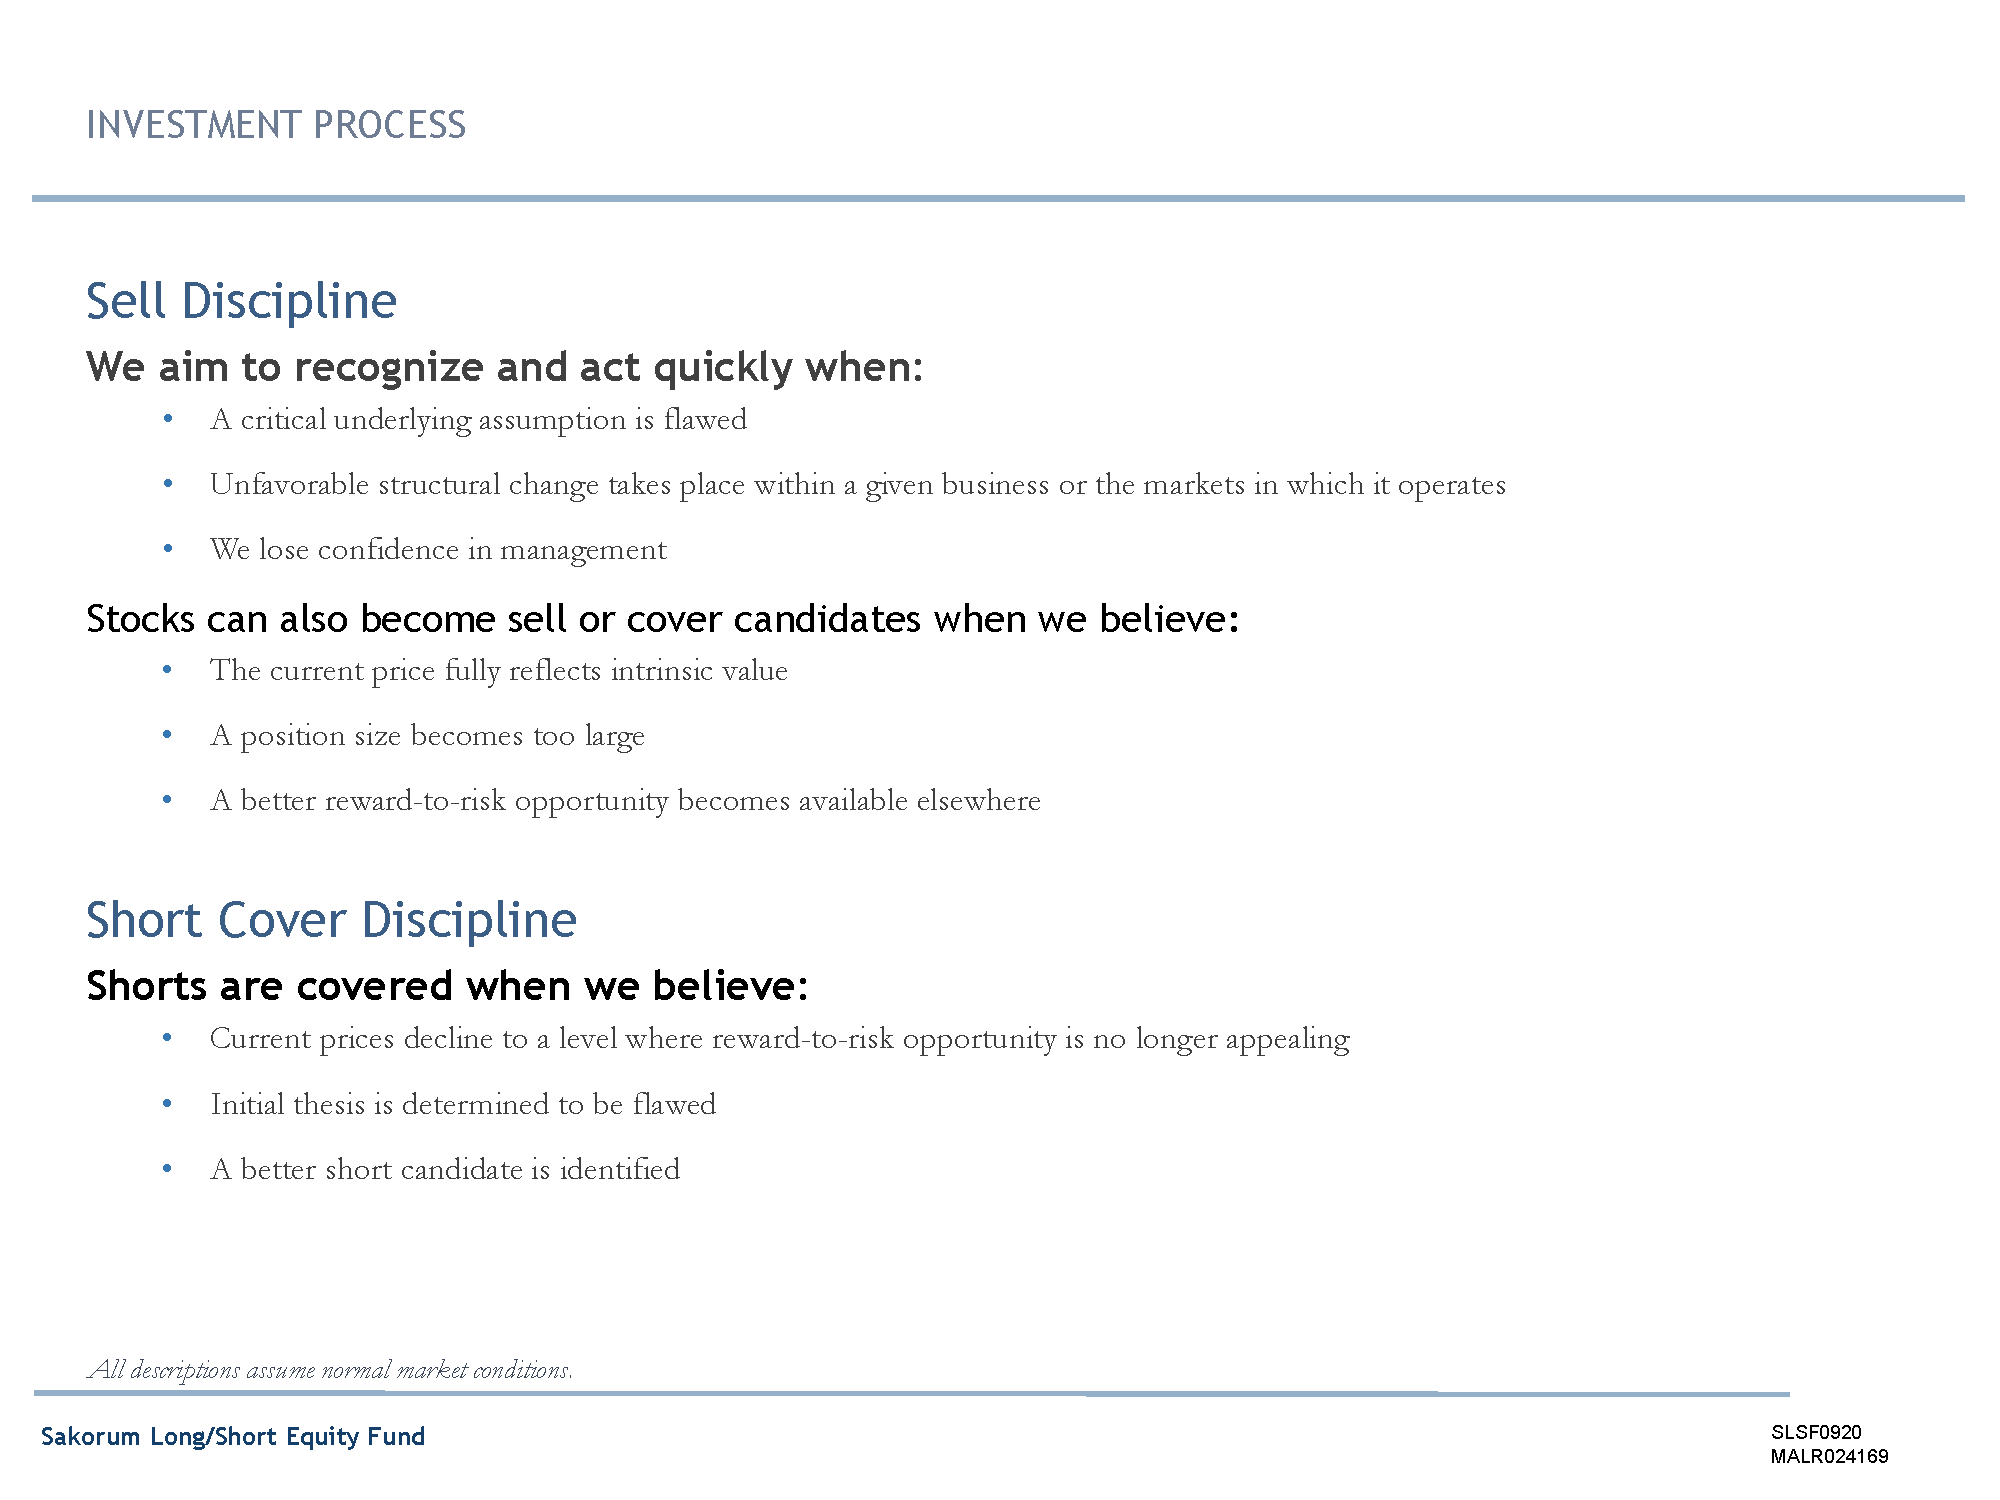 INVESTMENT PROCESS
Sell Discipline
We aim to recognize and act quickly when:
• A critical underlying assumption is flawed
• Unfavorable structural change takes place within a given business or the markets in which it operates
• We lose confidence in management
Stocks can also become sell or cover candidates when we believe:
• The current price fully reflects intrinsic value
• A position size becomes too large
• A better reward-to-risk opportunity becomes available elsewhere
Short Cover Discipline
Shorts are covered when we believe:
• Current prices decline to a level where reward-to-risk opportunity is no longer appealing
• Initial thesis is determined to be flawed
• A better short candidate is identified
All descriptions assume normal market conditions.
Sakorum Long/Short Equity Fund
SLSF0920
MALR024169